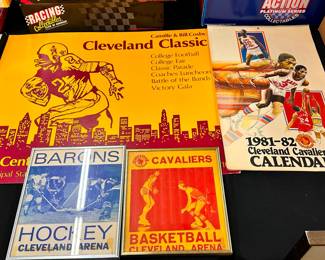 RACING
ACTION
PLATINUM SERIES
Camille & Bill Cosby
Cleveland Classic
College Football
College Fair
Classic Parade
Coaches Luncheon
Battle of the Bands
Victory Gala
1981-82
Cleveland Cavaliers
CALENDAR
BARONS
HOCKEY
CLEVELAND ARENA
CAVALIERS
BASKETBALL
CLEVELAND ARENA